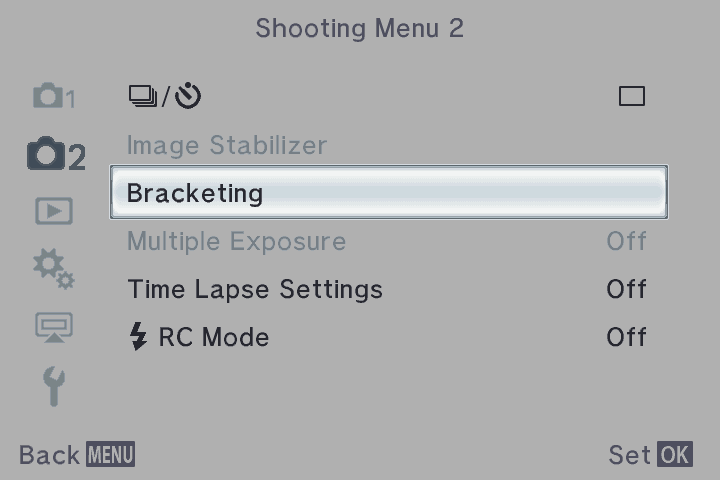 Shooting Menu 2
1
/
Image Stabilizer
2
Bracketing
Multiple Exposure Off
Time Lapse Settings Off
RC Mode Off
Back MENU Set OK